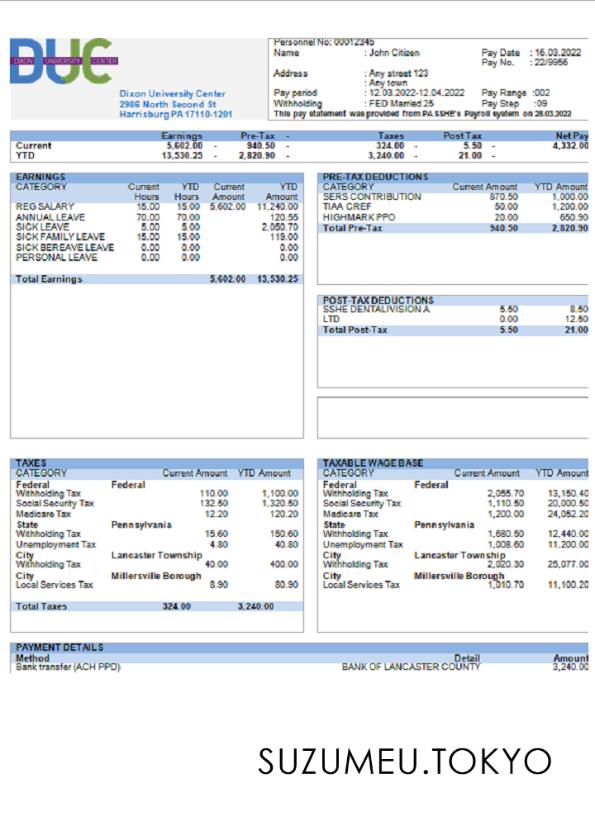 DUC
DIXON UNIVERSITY CENTER
Personnel No: 00012345
Name : John Citizen Pay Date : 16.03.2022
Pay No. : 22/9956
Address : Any street 123
: Any town
Pay period : 12.03.2022-12.04.2022 Pay Range :002
Withholding : FED Married 25 Pay Step :09
This pay statement was provided from PA SSHE's Payroll system on 28.03.2022
Dixon University Center
2986 North Second St
Harrisburg PA 17110-1201
Earnings Pre-Tax - Taxes Post Tax Net Pay
Current 5,602.00 - 940.50 - 324.00 - 5.50 - 4,332.00
YTD 13,530.25 - 2,820.90 - 3,240.00 - 21.00 -
EARNINGS
CATEGORY Current Hours YTD Hours Current Amount YTD Amount
REG SALARY 15.00 15.00 5,602.00 11,240.00
ANNUAL LEAVE 70.00 70.00 120.55
SICK LEAVE 5.00 5.00 2,050.70
SICK FAMILY LEAVE 15.00 15.00 119.00
SICK BEREAVE LEAVE 0.00 0.00 0.00
PERSONAL LEAVE 0.00 0.00 0.00
Total Earnings 5,602.00 13,530.25
PRE-TAX DEDUCTIONS
CATEGORY Current Amount YTD Amount
SERS CONTRIBUTION 870.50 1,000.00
TIAA CREF 50.00 1,200.00
HIGHMARK PPO 20.00 650.90
Total Pre-Tax 940.50 2,820.90
POST-TAX DEDUCTIONS
SSHE DENTAL/VISION A 5.50 8.50
LTD 0.00 12.50
Total Post-Tax 5.50 21.00
TAXES
CATEGORY Current Amount YTD Amount
Federal Federal
Withholding Tax 110.00 1,100.00
Social Security Tax 132.50 1,320.50
Medicare Tax 12.20 120.20
State Pennsylvania
Withholding Tax 15.60 150.60
Unemployment Tax 4.80 40.80
City Lancaster Township
Withholding Tax 40.00 400.00
City Millersville Borough
Local Services Tax 8.90 80.90
Total Taxes 324.00 3,240.00
TAXABLE WAGE BASE
CATEGORY Current Amount YTD Amount
Federal Federal
Withholding Tax 2,055.70 13,150.40
Social Security Tax 1,110.50 20,000.50
Medicare Tax 1,200.00 24,052.20
State Pennsylvania
Withholding Tax 1,680.50 12,440.00
Unemployment Tax 1,008.60 11,200.00
City Lancaster Township
Withholding Tax 2,020.30 25,077.00
City Millersville Borough
Local Services Tax 1,010.70 11,100.20
PAYMENT DETAILS
Method Detail Amount
Bank transfer (ACH PPD) BANK OF LANCASTER COUNTY 3,240.00
SUZUMEU.TOKYO